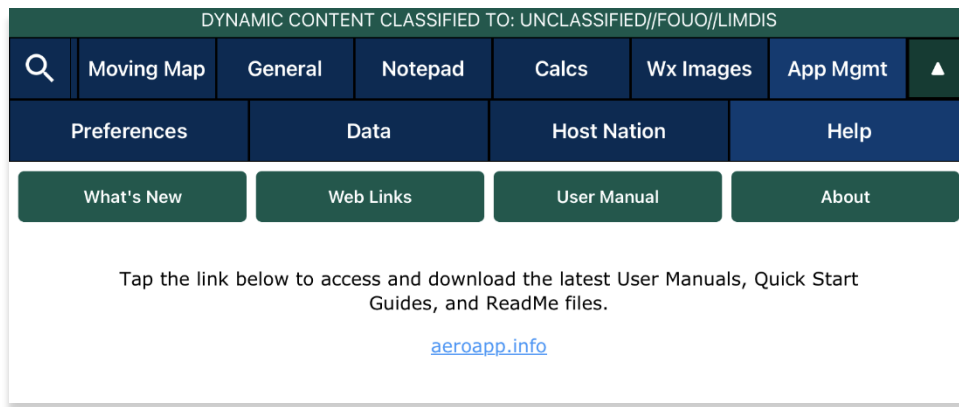 DYNAMIC CONTENT CLASSIFIED TO: UNCLASSIFIED//FOUO//LIMDIS
Moving Map General Notepad Calcs Wx Images App Mgmt ▲
Preferences Data Host Nation Help
What's New Web Links User Manual About
Tap the link below to access and download the latest User Manuals, Quick Start
Guides, and ReadMe files.
aeroapp.info